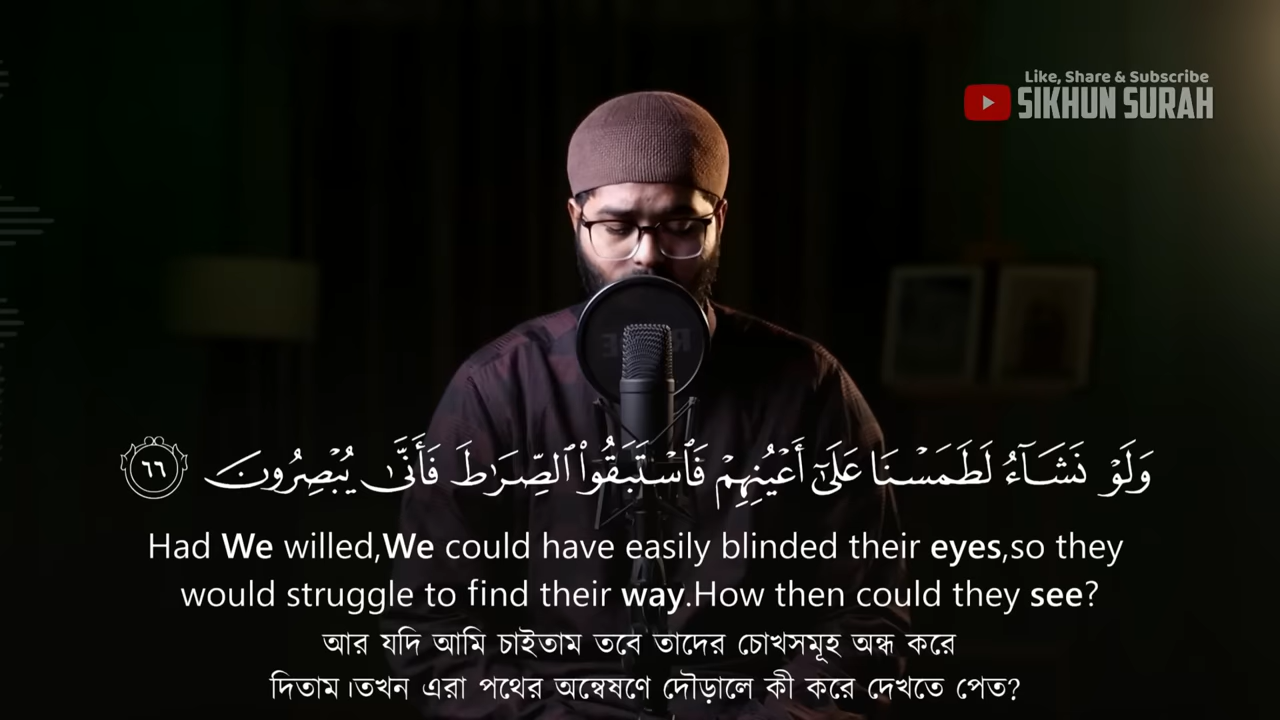 Like, Share & Subscribe
SIKHUN SURAH
وَلَوْ نَشَآءُ لَطَمَسْنَا عَلَىٰٓ أَعْيُنِهِمْ فَٱسْتَبَقُوا۟ ٱلصِّرَٰطَ فَأَنَّىٰ يُبْصِرُونَ ٦٦
Had We willed,We could have easily blinded their eyes,so they
would struggle to find their way.How then could they see?
আর যদি আমি চাইতাম তবে তাদের চোখসমূহ অন্ধ করে
দিতাম।তখন এরা পথের অন্বেষণে দৌড়ালে কী করে দেখতে পেত?